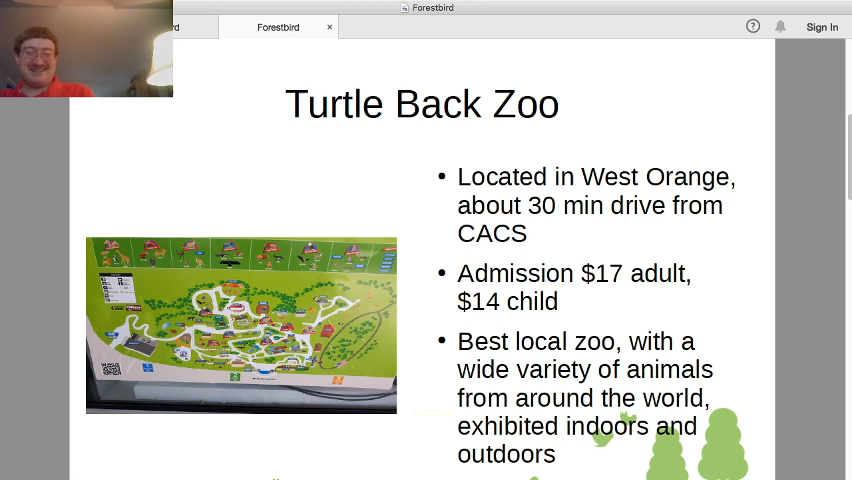 Forestbird
rd
Forestbird ×
? Sign In
Turtle Back Zoo
• Located in West Orange,
about 30 min drive from
CACS
• Admission $17 adult,
$14 child
• Best local zoo, with a
wide variety of animals
from around the world,
exhibited indoors and
outdoors